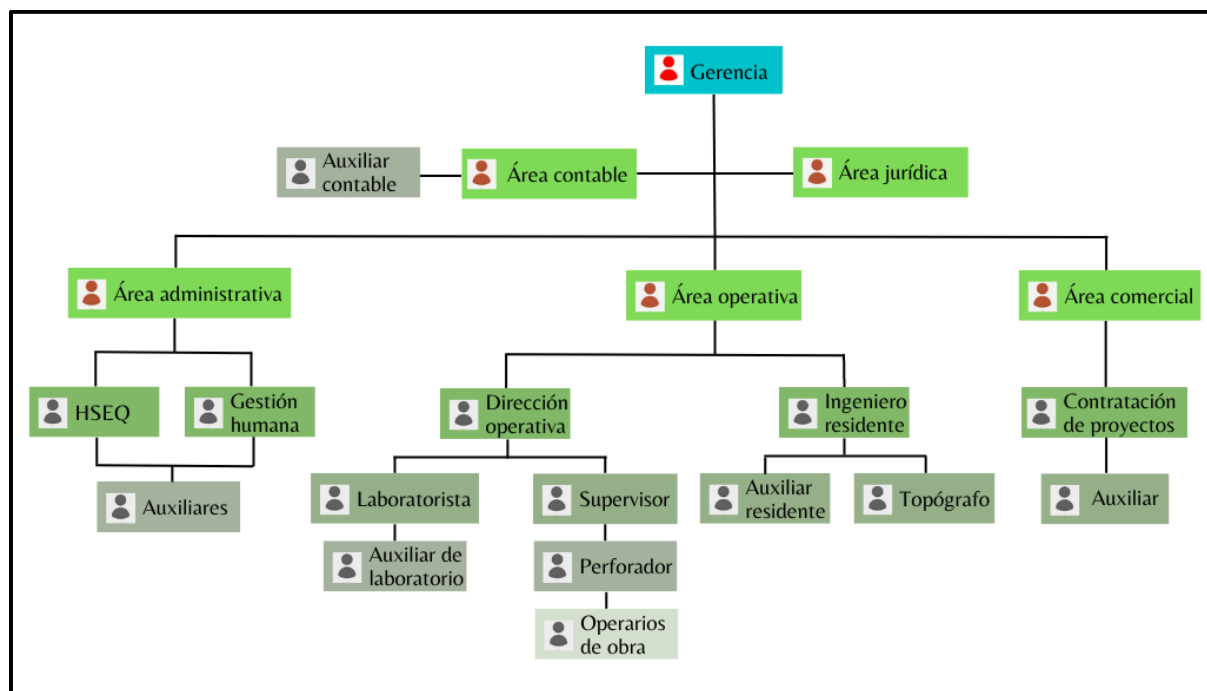 Gerencia
Auxiliar
contable
Área contable
Área jurídica
Área administrativa
Área operativa
Área comercial
HSEQ
Gestión
humana
Dirección
operativa
Ingeniero
residente
Contratación
de proyectos
Auxiliares
Laboratorista
Supervisor
Auxiliar
residente
Topógrafo
Auxiliar
Auxiliar de
laboratorio
Perforador
Operarios
de obra